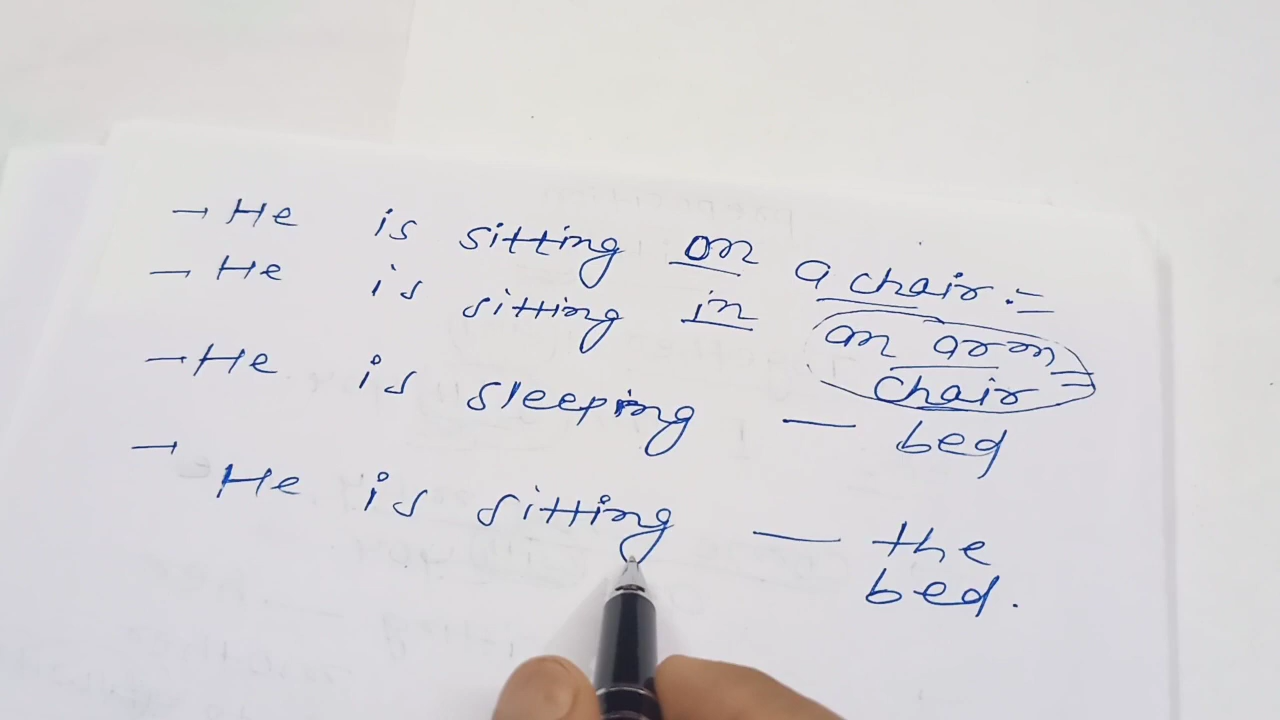 → He is sitting on a chair :=
→ He is sitting in an arm chair =
→ He is sleeping — bed
→ He is sitting — the bed.